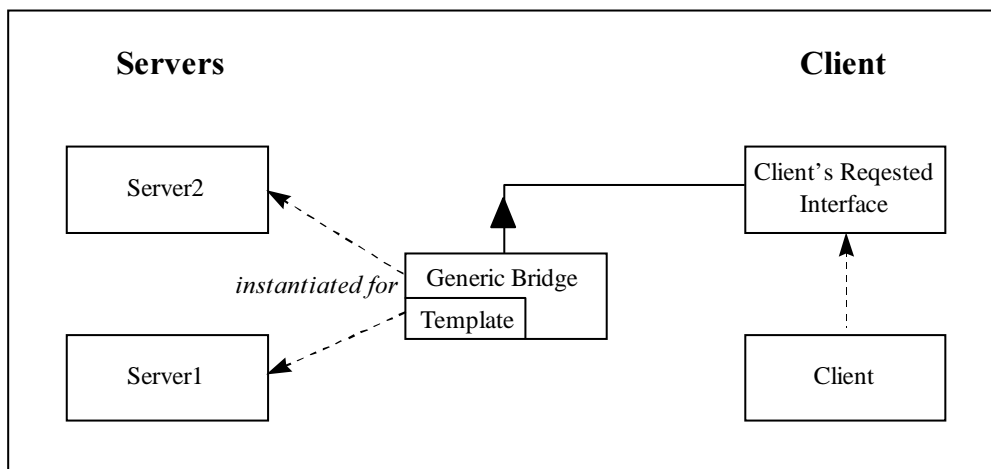 Servers
Client
Server2
Client's Reqested
Interface
instantiated for
Generic Bridge
Template
Server1
Client